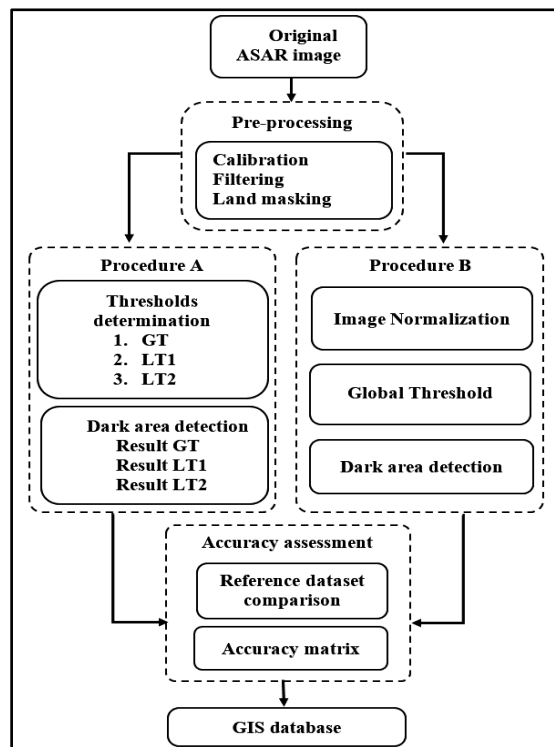 Original
ASAR image
Pre-processing
Calibration
Filtering
Land masking
Procedure A
Thresholds
determination
1. GT
2. LT1
3. LT2
Dark area detection
Result GT
Result LT1
Result LT2
Procedure B
Image Normalization
Global Threshold
Dark area detection
Accuracy assessment
Reference dataset
comparison
Accuracy matrix
GIS database